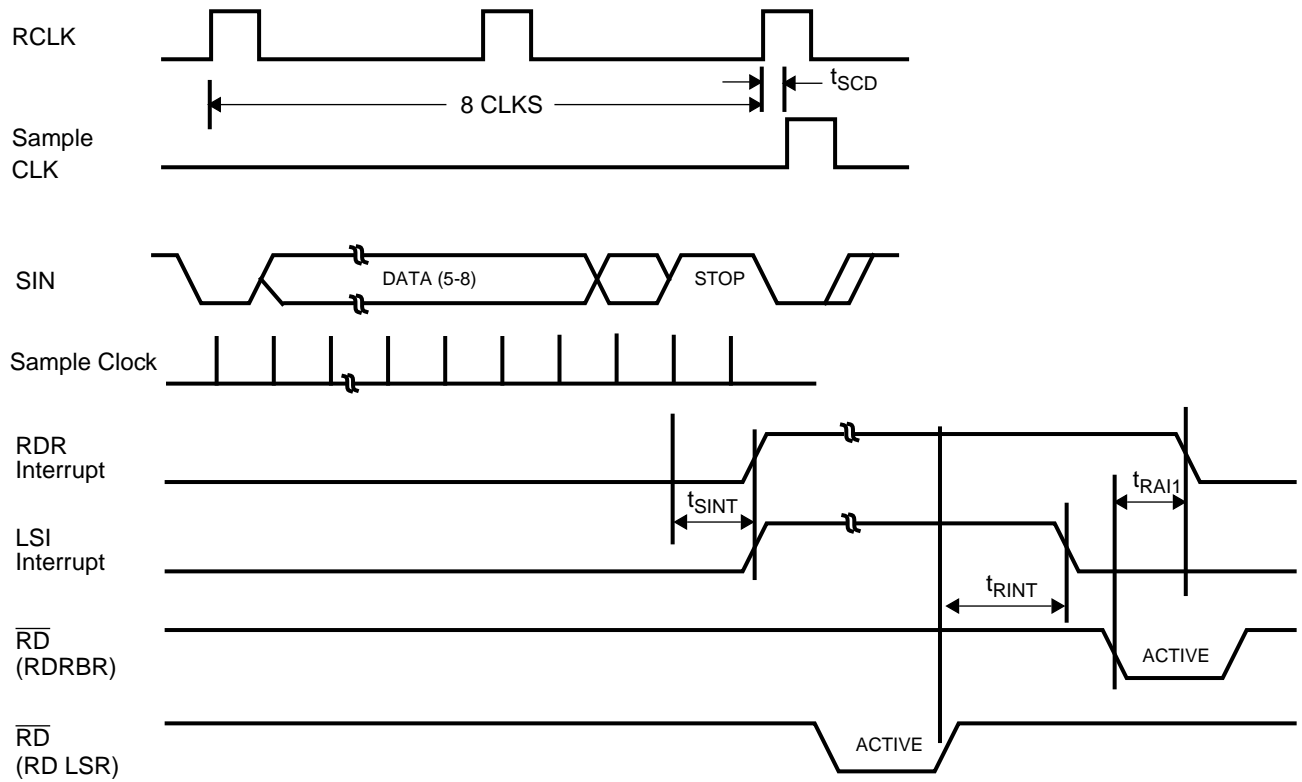 RCLK
tSCD
8 CLKS
Sample
CLK
SIN
DATA (5-8)
STOP
Sample Clock
RDR
Interrupt
tRAI1
tSINT
LSI
Interrupt
tRINT
RD
(RDRBR)
ACTIVE
RD
(RD LSR)
ACTIVE